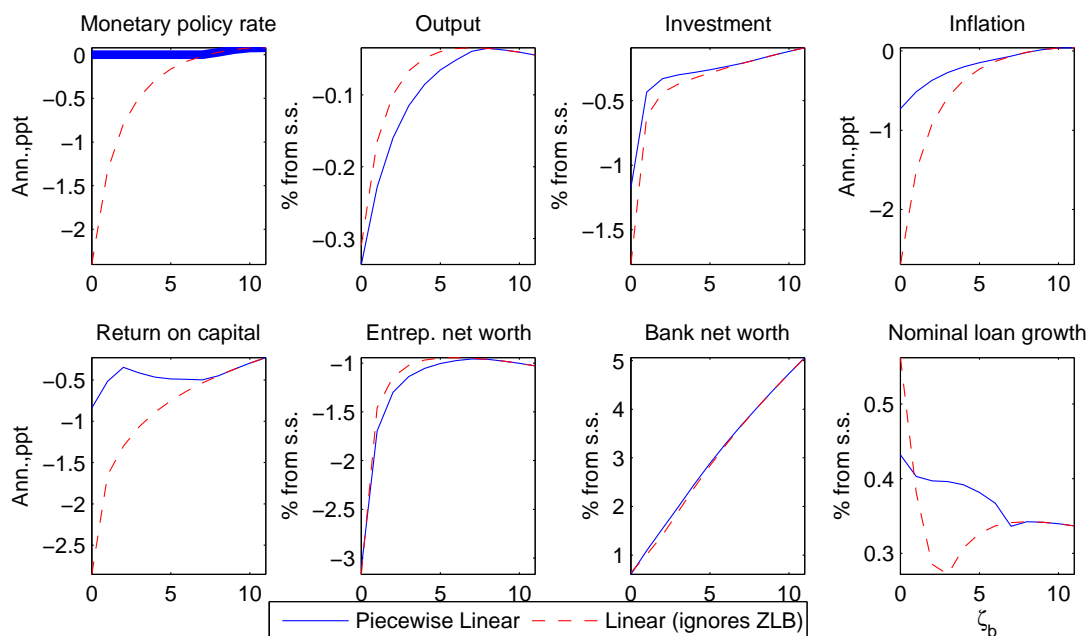 Monetary policy rate
Ann.,ppt
0
−0.5
−1
−1.5
−2
0 5 10
Output
% from s.s.
−0.1
−0.2
−0.3
0 5 10
Investment
% from s.s.
−0.5
−1
−1.5
0 5 10
Inflation
Ann.,ppt
0
−1
−2
0 5 10
Return on capital
Ann.,ppt
−0.5
−1
−1.5
−2
−2.5
0 5 10
Entrep. net worth
% from s.s.
−1
−1.5
−2
−2.5
−3
0 5 10
Bank net worth
% from s.s.
5
4
3
2
1
0 5 10
Nominal loan growth
% from s.s.
0.5
0.4
0.3
0 5 10
ζb
Piecewise Linear
Linear (ignores ZLB)